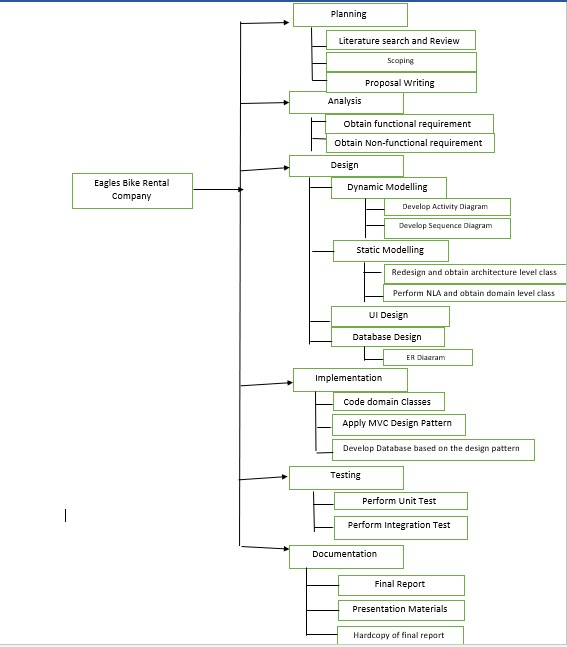 Planning
Literature search and Review
Scoping
Proposal Writing
Analysis
Obtain functional requirement
Obtain Non-functional requirement
Design
Eagles Bike Rental
Company
Dynamic Modelling
Develop Activity Diagram
Develop Sequence Diagram
Static Modelling
Redesign and obtain architecture level class
Perform NLA and obtain domain level class
UI Design
Database Design
ER Diagram
Implementation
Code domain Classes
Apply MVC Design Pattern
Develop Database based on the design pattern
Testing
Perform Unit Test
Perform Integration Test
Documentation
Final Report
Presentation Materials
Hardcopy of final report